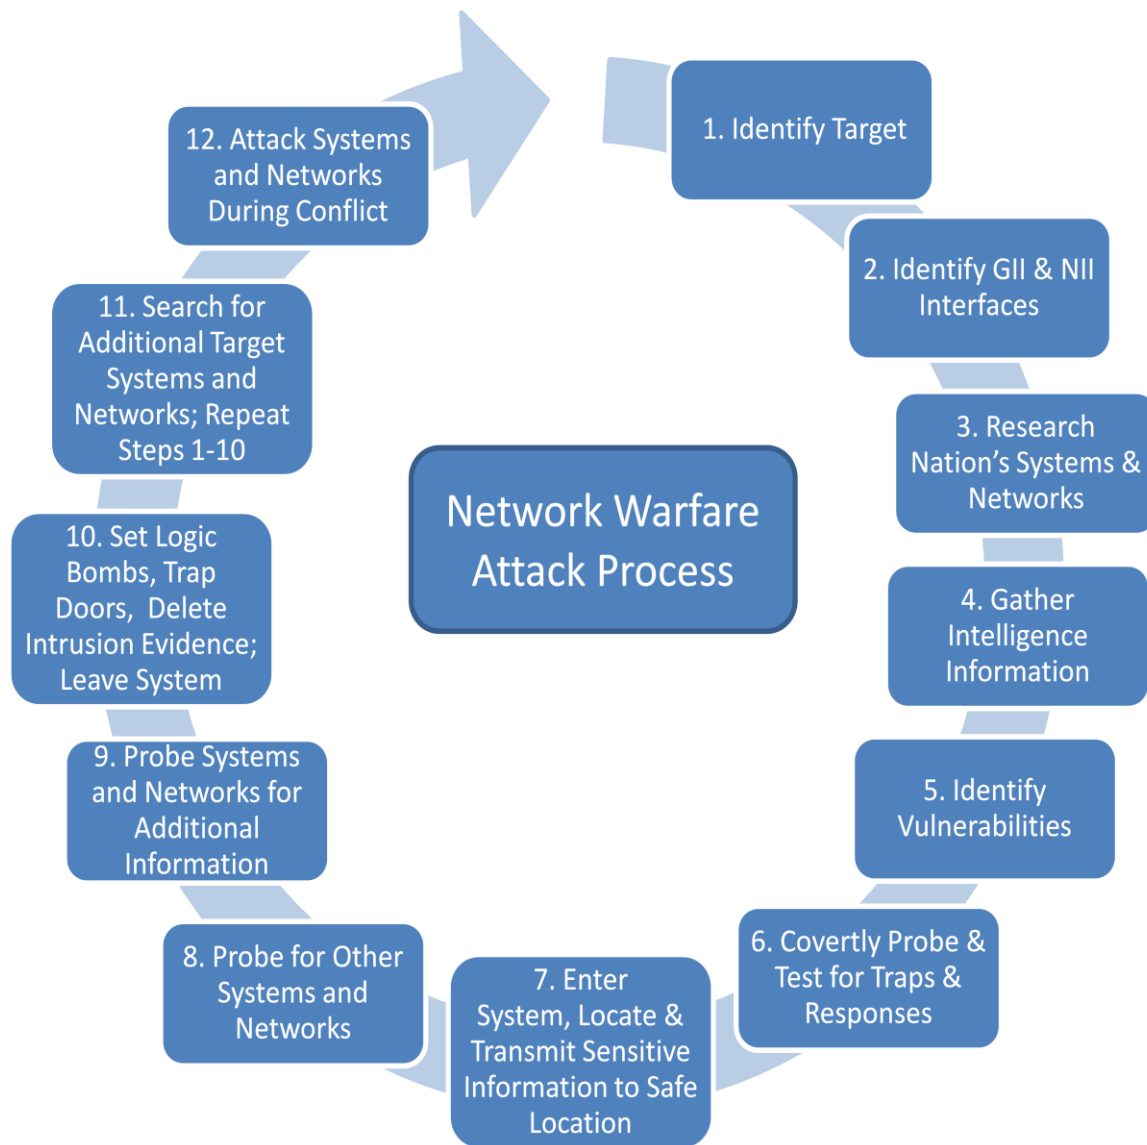 1. Identify Target
2. Identify GII & NII
Interfaces
3. Research
Nation’s Systems &
Networks
4. Gather
Intelligence
Information
5. Identify
Vulnerabilities
6. Covertly Probe &
Test for Traps &
Responses
7. Enter
System, Locate &
Transmit Sensitive
Information to Safe
Location
8. Probe for Other
Systems and
Networks
9. Probe Systems
and Networks for
Additional
Information
10. Set Logic
Bombs, Trap
Doors,  Delete
Intrusion Evidence;
Leave System
11. Search for
Additional Target
Systems and
Networks; Repeat
Steps 1-10
12. Attack Systems
and Networks
During Conflict
Network Warfare
Attack Process